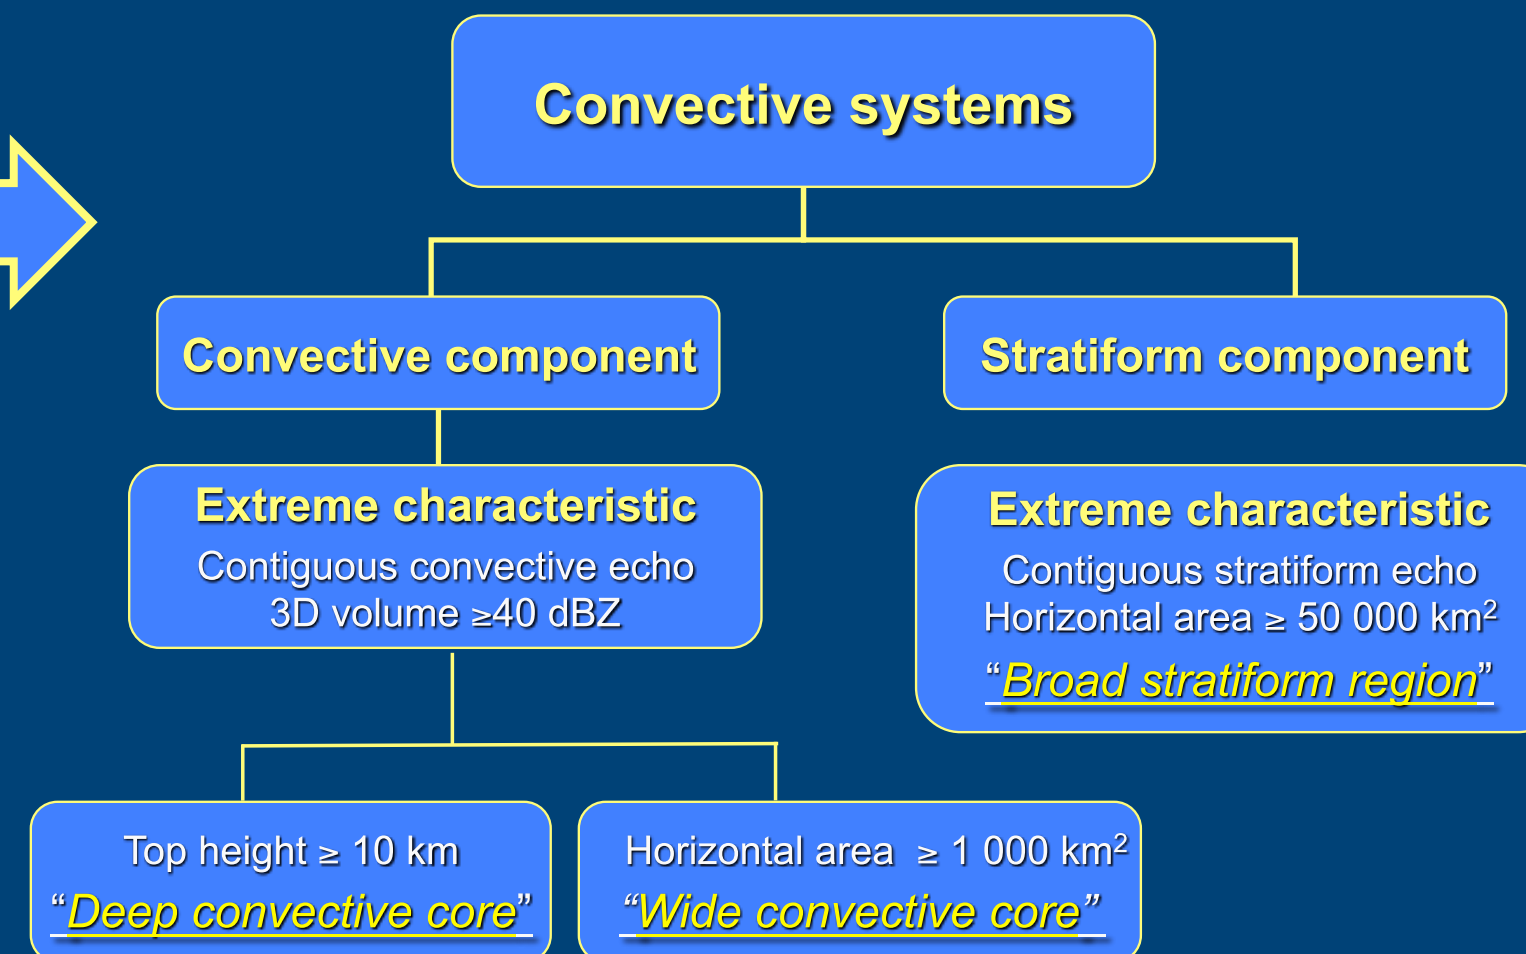 Convective systems
Convective component
Stratiform component
Extreme characteristic
Contiguous convective echo
3D volume ≥40 dBZ
Extreme characteristic
Contiguous stratiform echo
Horizontal area ≥ 50 000 km²
“Broad stratiform region”
Top height ≥ 10 km
“Deep convective core”
Horizontal area ≥ 1 000 km²
“Wide convective core”